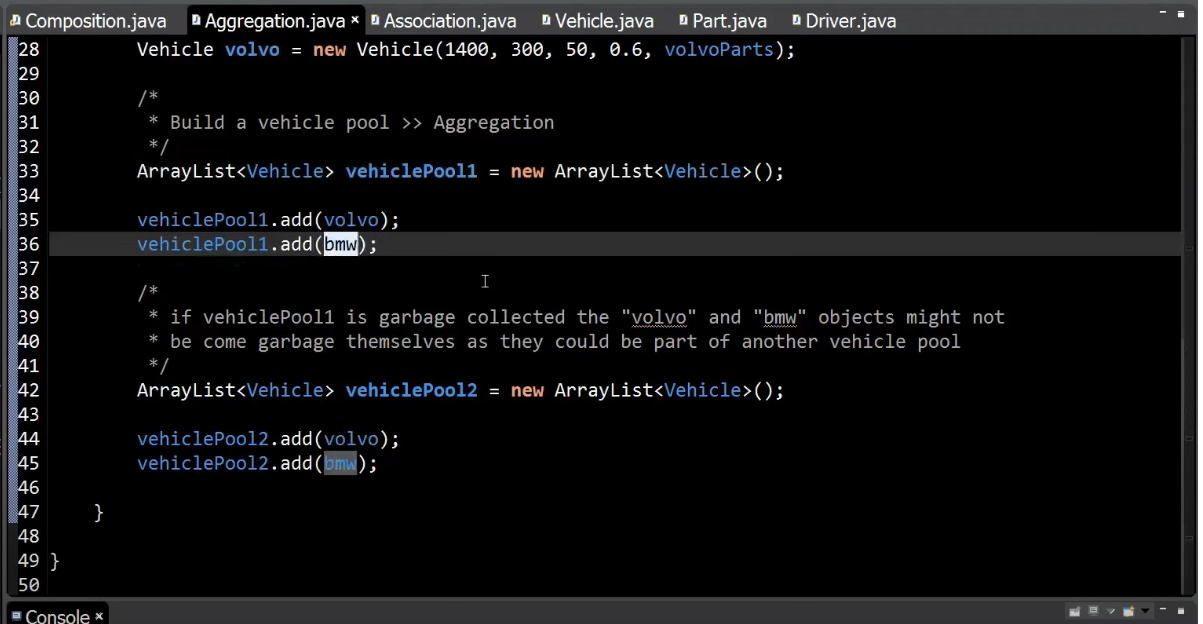 Composition.java Aggregation.java Association.java Vehicle.java Part.java Driver.java
28 Vehicle volvo = new Vehicle(1400, 300, 50, 0.6, volvoParts);
29
30 /*
31 * Build a vehicle pool >> Aggregation
32 */
33 ArrayList<Vehicle> vehiclePool1 = new ArrayList<Vehicle>();
34
35 vehiclePool1.add(volvo);
36 vehiclePool1.add(bmw);
37
38 /*
39 * if vehiclePool1 is garbage collected the "volvo" and "bmw" objects might not
40 * be come garbage themselves as they could be part of another vehicle pool
41 */
42 ArrayList<Vehicle> vehiclePool2 = new ArrayList<Vehicle>();
43
44 vehiclePool2.add(volvo);
45 vehiclePool2.add(bmw);
46
47 }
48
49 }
50
Console